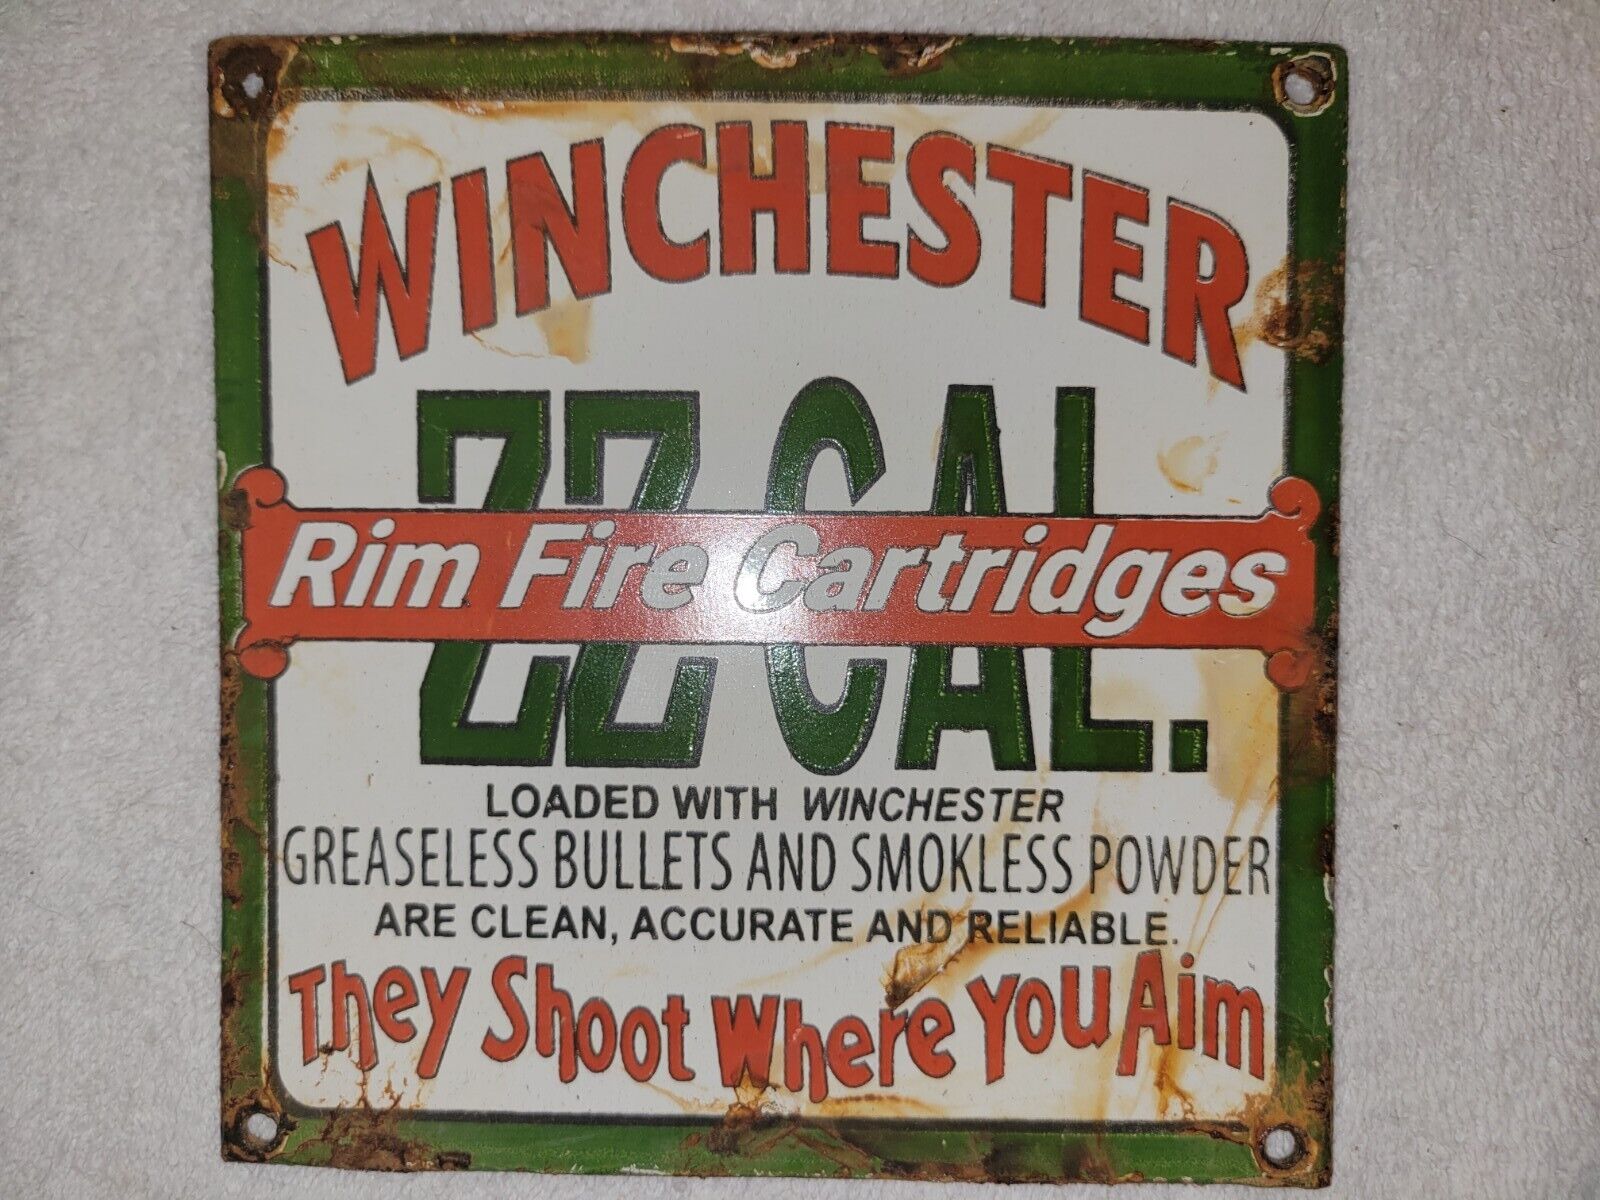 WINCHESTER
22 CAL.
Rim Fire Cartridges
LOADED WITH WINCHESTER
GREASELESS BULLETS AND SMOKLESS POWDER
ARE CLEAN, ACCURATE AND RELIABLE.
They Shoot Where You Aim